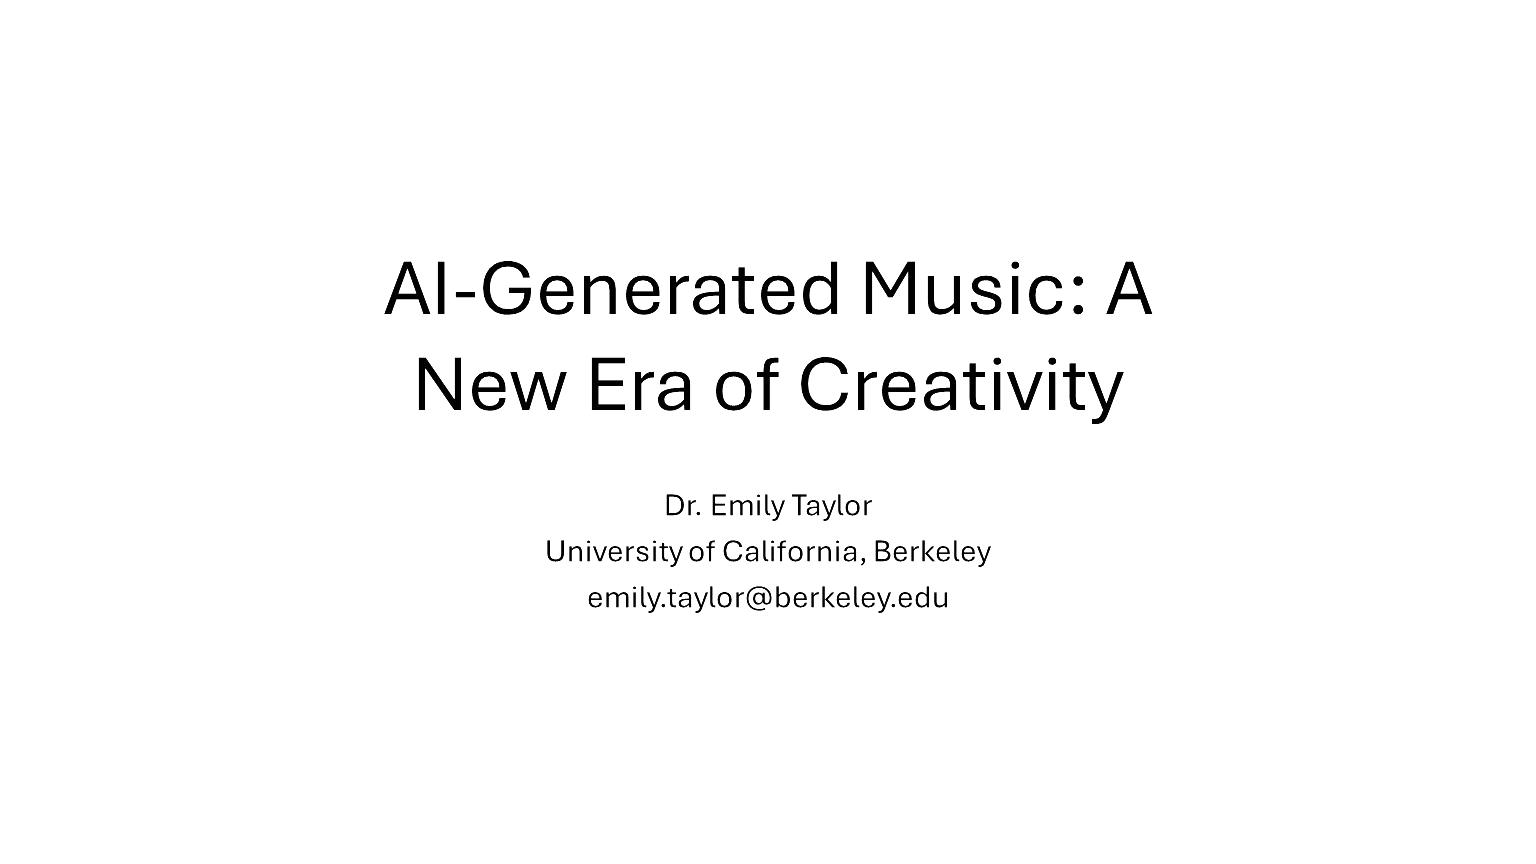 AI-Generated Music: A
New Era of Creativity
Dr. Emily Taylor
University of California, Berkeley
emily.taylor@berkeley.edu